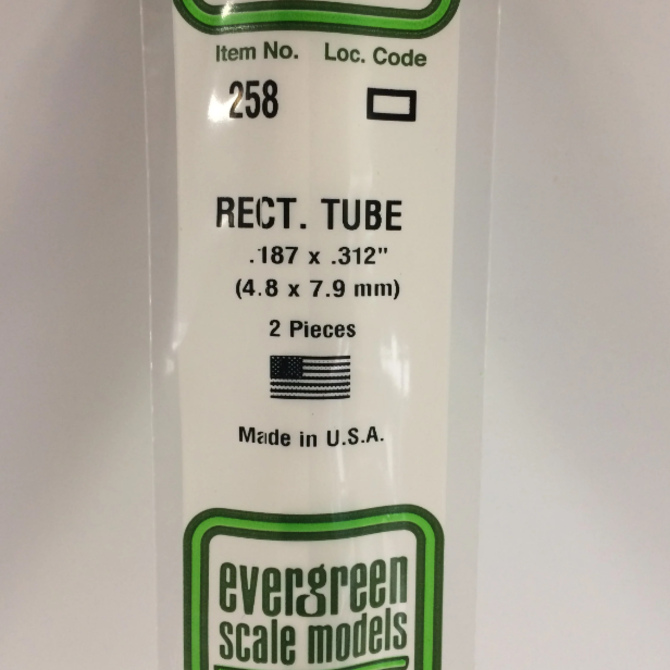 Item No. Loc. Code
258
RECT. TUBE
.187 x .312"
(4.8 x 7.9 mm)
2 Pieces
Made in U.S.A.
evergreen
scale models